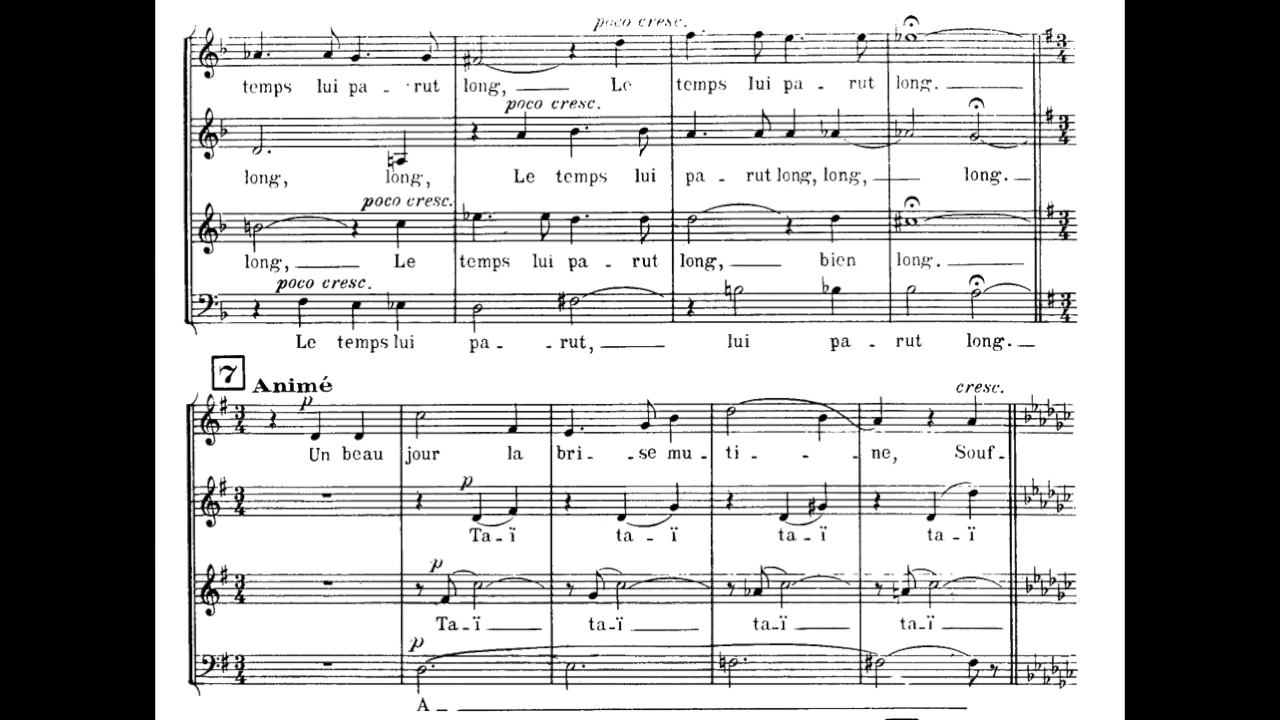 poco cresc.
temps lui pa - rut long, Le temps lui pa - rut long.
poco cresc.
long, long, Le temps lui pa - rut long, long, long.
poco cresc.
long, Le temps lui pa - rut long, bien long.
poco cresc.
Le temps lui pa - rut, lui pa - rut long.
7 Animé
p cresc.
Un beau jour la bri - se mu - ti - ne, Souf-
p
Ta-ï ta-ï ta-ï ta-ï
p
Ta-ï ta-ï ta-ï ta-ï
p
A